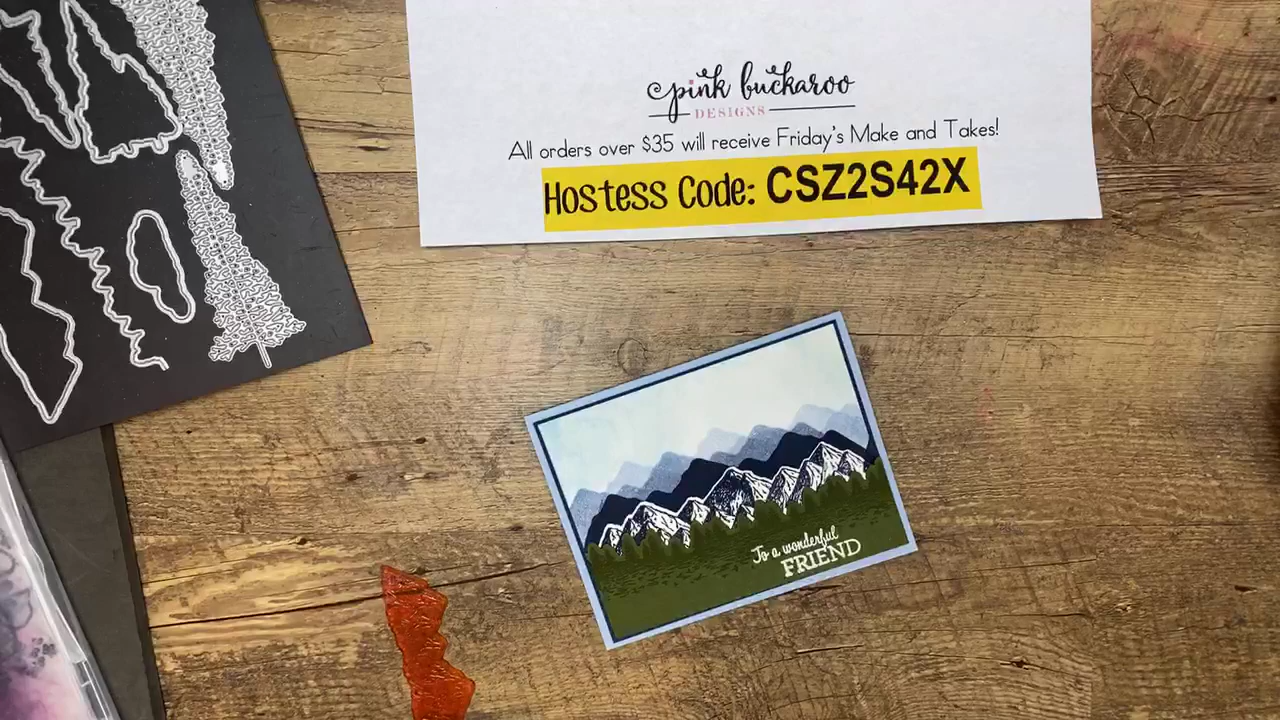 pink buckaroo
DESIGNS
All orders over $35 will receive Friday's Make and Takes!
Hostess Code: CSZ2S42X
To a wonderful
FRIEND